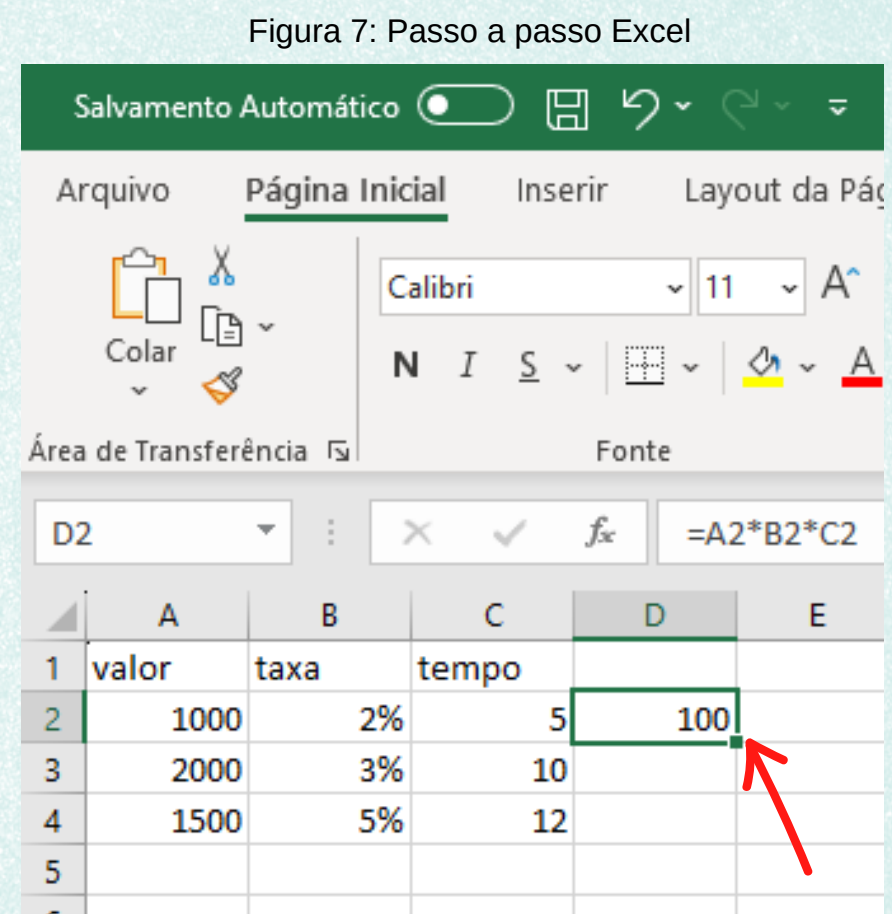 Figura 7: Passo a passo Excel
Salvamento Automático
Arquivo Página Inicial Inserir Layout da Pág
Calibri 11 A
Colar
N I S A
Área de Transferência Fonte
D2 fx =A2*B2*C2
A B C D E
1 valor taxa tempo
2 1000 2% 5 100
3 2000 3% 10
4 1500 5% 12
5